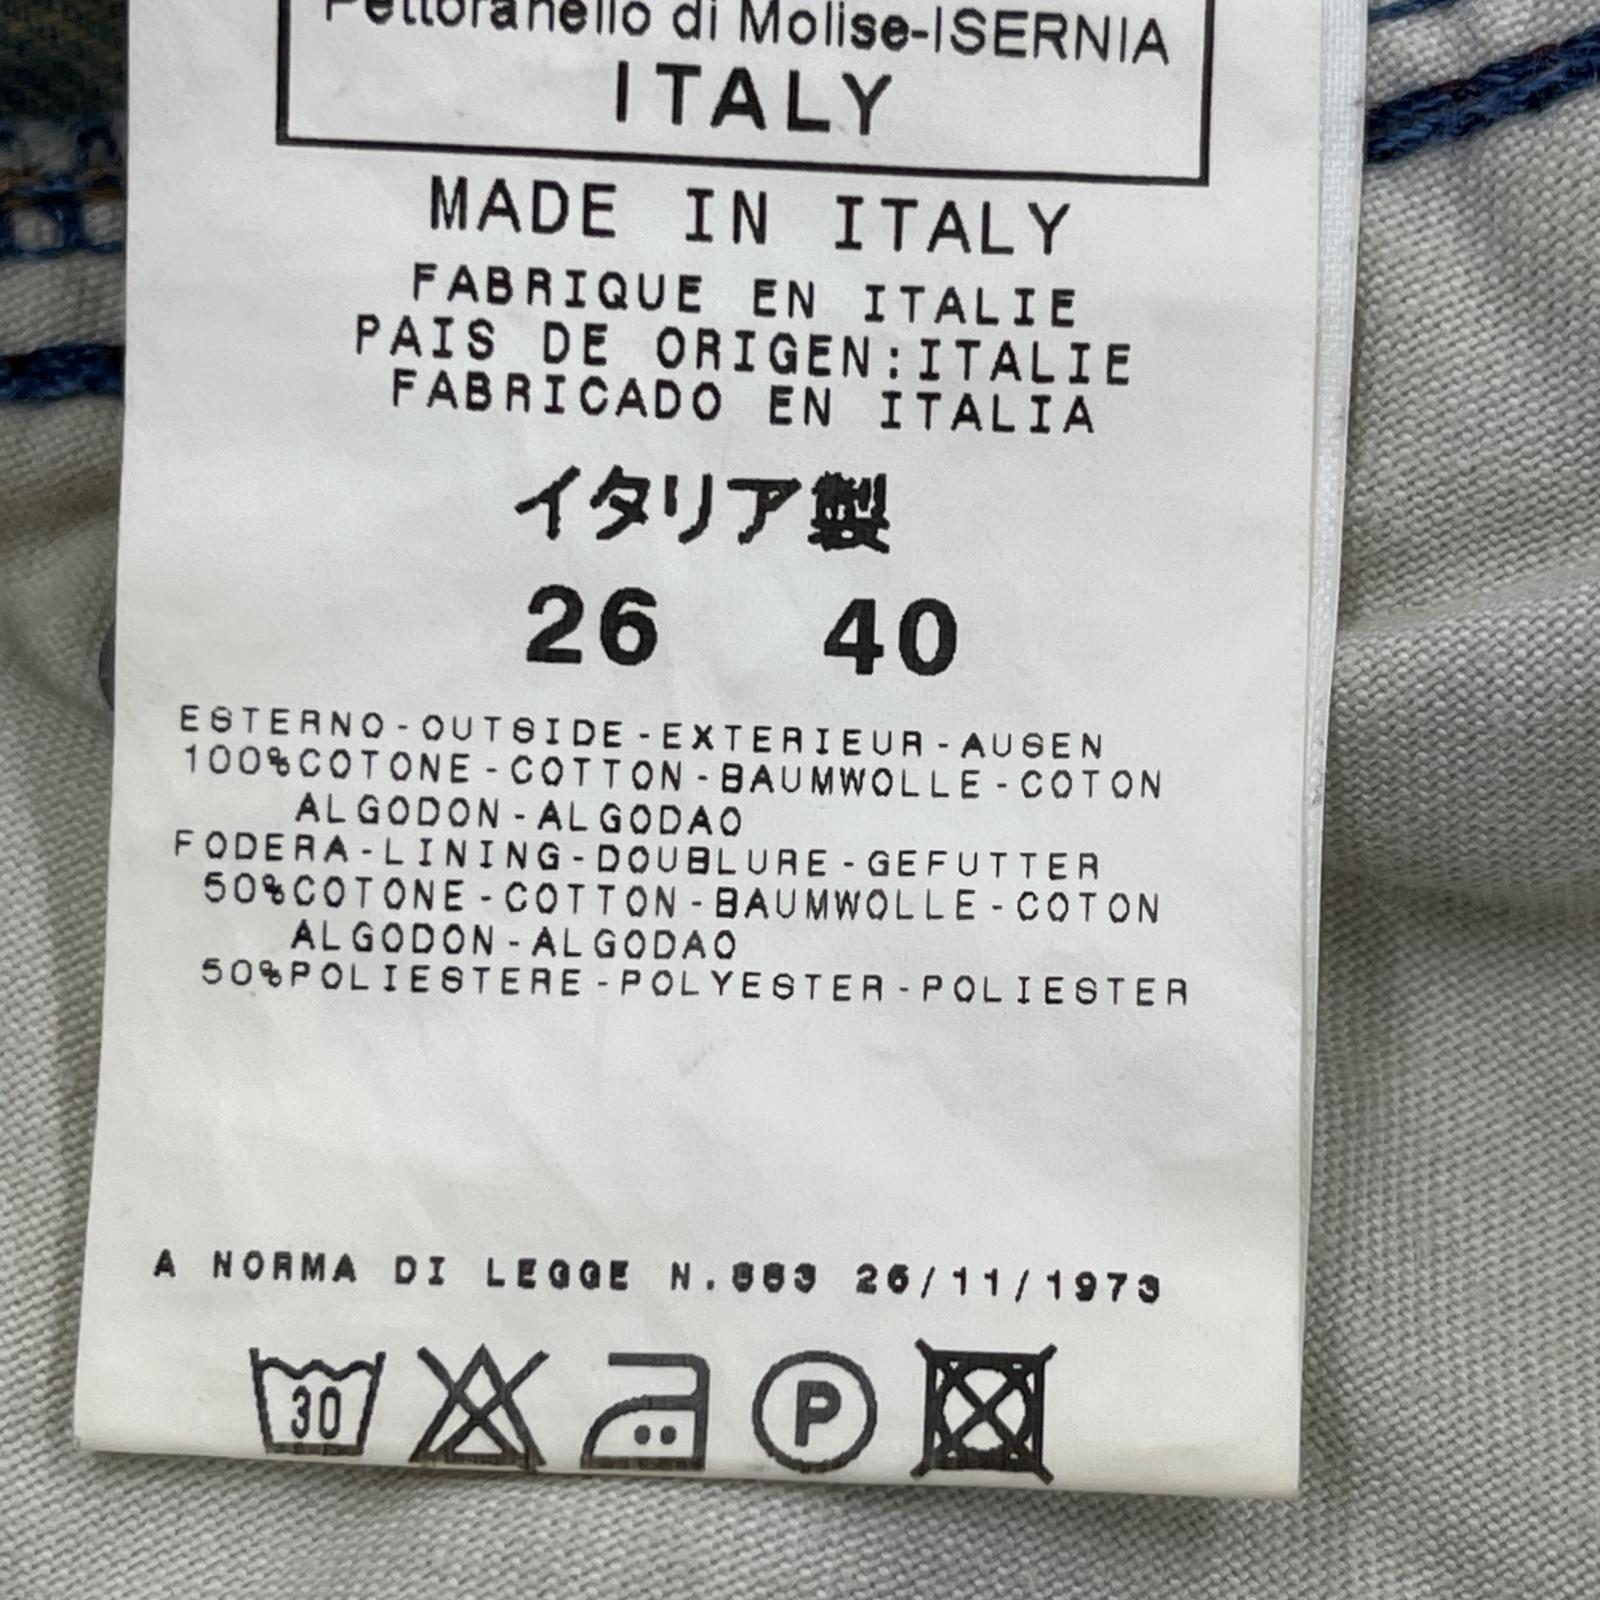 Pettoranello di Molise-ISERNIA
ITALY
MADE IN ITALY
FABRIQUE EN ITALIE
PAIS DE ORIGEN:ITALIE
FABRICADO EN ITALIA
イタリア製
26 40
ESTERNO-OUTSIDE-EXTERIEUR-AUSEN
100%COTONE-COTTON-BAUMWOLLE-COTON
ALGODON-ALGODAO
FODERA-LINING-DOUBLURE-GEFUTTER
50%COTONE-COTTON-BAUMWOLLE-COTON
ALGODON-ALGODAO
50%POLIESTERE-POLYESTER-POLIESTER
A NORMA DI LEGGE N.883 26/11/1973
30 P